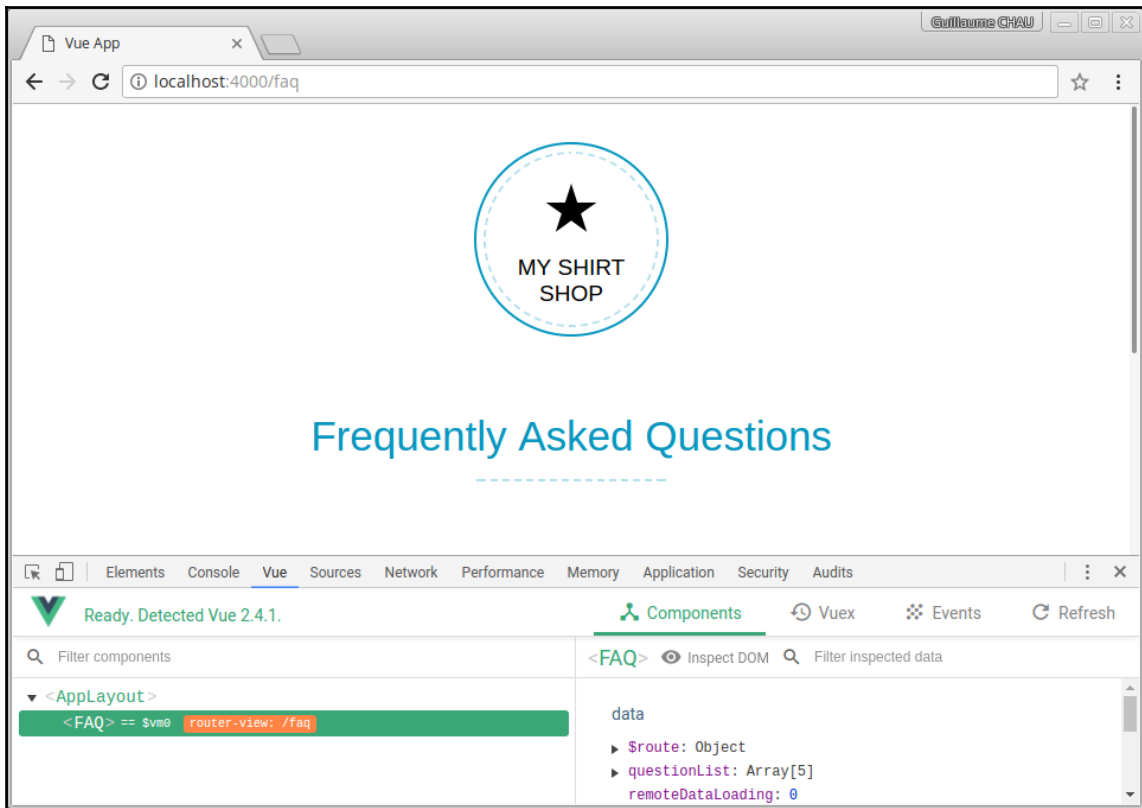 Guillaume CHAU
Vue App
localhost:4000/faq
MY SHIRT
SHOP
Frequently Asked Questions
Elements Console Vue Sources Network Performance Memory Application Security Audits
Ready. Detected Vue 2.4.1. Components Vuex Events Refresh
Filter components <FAQ> Inspect DOM Filter inspected data
<AppLayout>
<FAQ> == $vm0 router-view: /faq
data
$route: Object
questionList: Array[5]
remoteDataLoading: 0